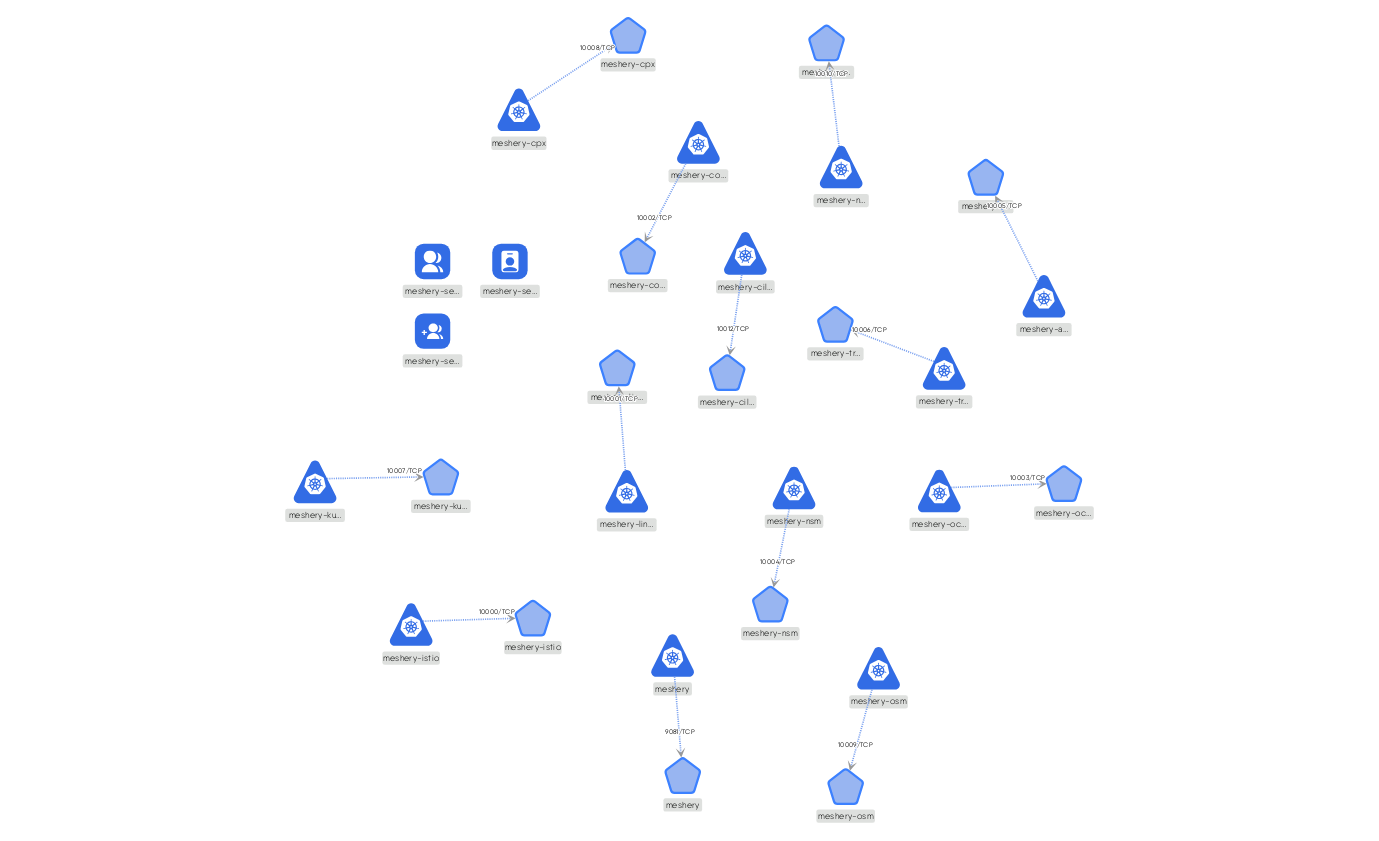 10008/TCP
meshery-cpx
10010/TCP
meshery-cpx
meshery-co...
meshery-n...
10005/TCP
10002/TCP
meshery-se...
meshery-se...
meshery-co...
meshery-cil...
meshery-a...
10012/TCP
10006/TCP
meshery-tr...
meshery-se...
10001/TCP
meshery-cil...
meshery-tr...
10007/TCP
10003/TCP
meshery-ku...
meshery-ku...
meshery-lin...
meshery-nsm
meshery-oc...
meshery-oc...
10004/TCP
10000/TCP
meshery-istio
meshery-istio
meshery-nsm
meshery
meshery-osm
9081/TCP
10009/TCP
meshery
meshery-osm